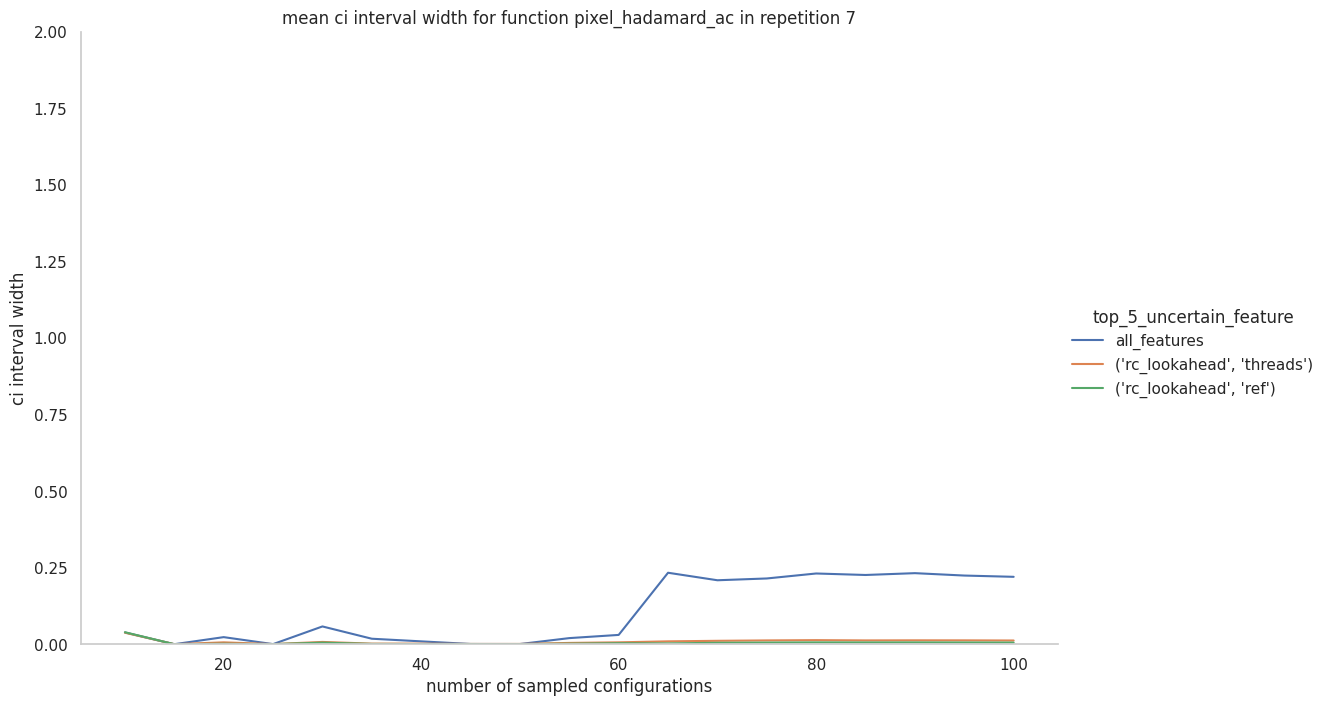 mean ci interval width for function pixel_hadamard_ac in repetition 7
2.00
1.75
1.50
1.25
1.00
0.75
0.50
0.25
0.00
ci interval width
20
40
60
80
100
number of sampled configurations
top_5_uncertain_feature
all_features
('rc_lookahead', 'threads')
('rc_lookahead', 'ref')